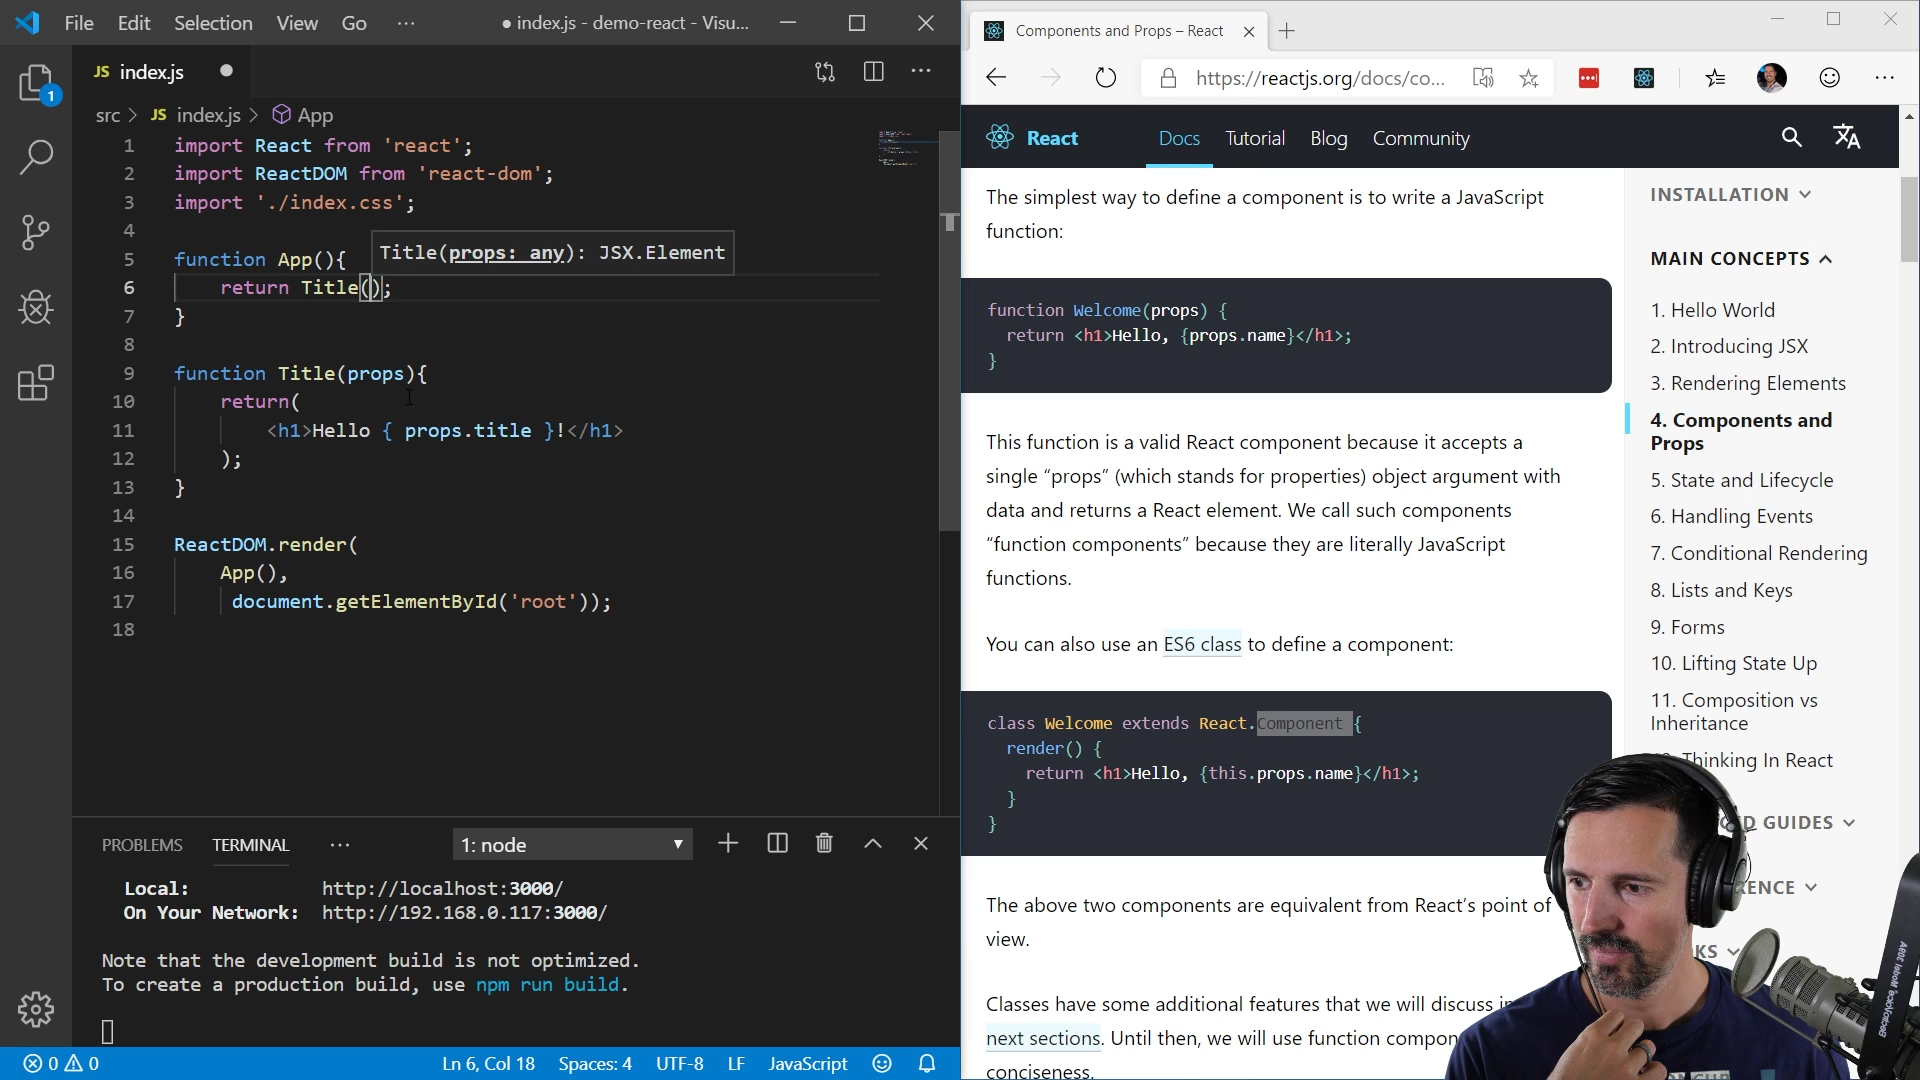 File Edit Selection View Go ··· ● index.js - demo-react - Visu...
JS index.js
src > JS index.js > App
1 import React from 'react';
2 import ReactDOM from 'react-dom';
3 import './index.css';
4
5 function App(){
Title(props: any): JSX.Element
6 return Title();
7 }
8
9 function Title(props){
10 return(
11 <h1>Hello { props.title }!</h1>
12 );
13 }
14
15 ReactDOM.render(
16 App(),
17 document.getElementById('root'));
18
1
PROBLEMS TERMINAL ··· 1: node
Local: http://localhost:3000/
On Your Network: http://192.168.0.117:3000/
Note that the development build is not optimized.
To create a production build, use npm run build.
0 0 Ln 6, Col 18 Spaces: 4 UTF-8 LF JavaScript
Components and Props – React
https://reactjs.org/docs/co...
React Docs Tutorial Blog Community
The simplest way to define a component is to write a JavaScript
function:
function Welcome(props) {
return <h1>Hello, {props.name}</h1>;
}
This function is a valid React component because it accepts a
single “props” (which stands for properties) object argument with
data and returns a React element. We call such components
“function components” because they are literally JavaScript
functions.
You can also use an ES6 class to define a component:
class Welcome extends React.Component {
render() {
return <h1>Hello, {this.props.name}</h1>;
}
}
The above two components are equivalent from React’s point of
view.
Classes have some additional features that we will discuss in
next sections. Until then, we will use function compon
conciseness.
INSTALLATION
MAIN CONCEPTS
1. Hello World
2. Introducing JSX
3. Rendering Elements
4. Components and
Props
5. State and Lifecycle
6. Handling Events
7. Conditional Rendering
8. Lists and Keys
9. Forms
10. Lifting State Up
11. Composition vs
Inheritance
Thinking In React
GUIDES